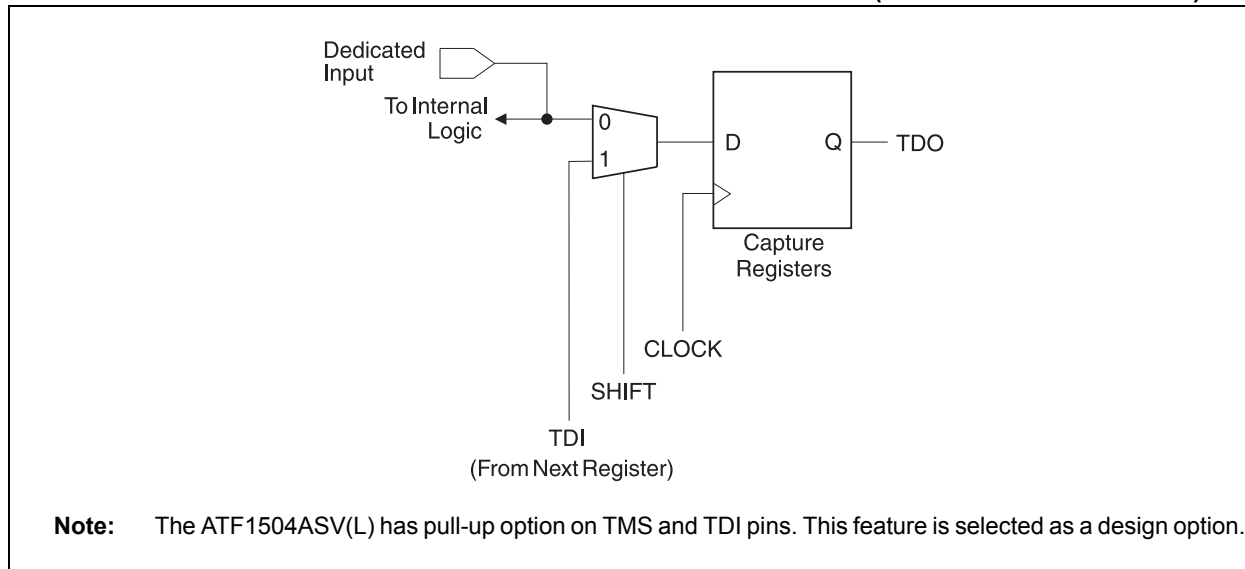 Dedicated
Input
To Internal
Logic
0
1
D
Q
TDO
Capture
Registers
CLOCK
SHIFT
TDI
(From Next Register)
Note: The ATF1504ASV(L) has pull-up option on TMS and TDI pins. This feature is selected as a design option.